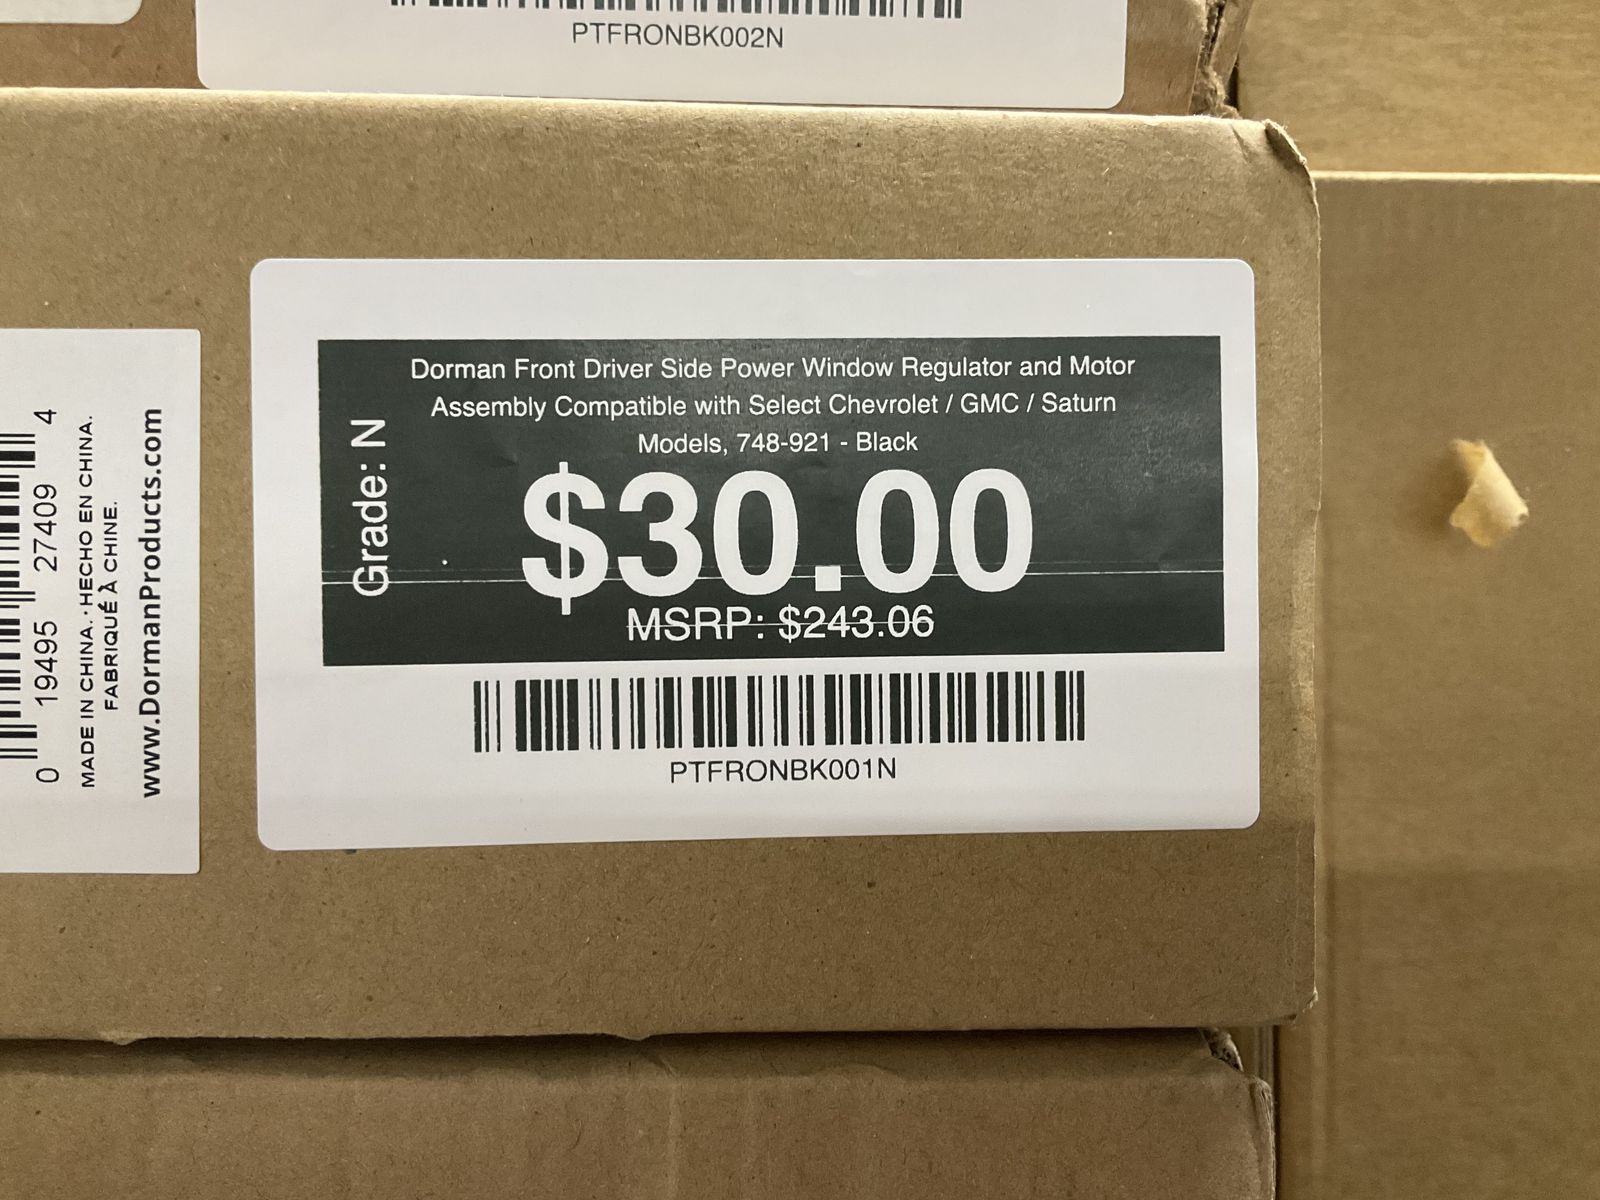 PTFRONBK002N
Dorman Front Driver Side Power Window Regulator and Motor
Assembly Compatible with Select Chevrolet / GMC / Saturn
Models, 748-921 - Black
Grade: N
$30.00
MSRP: $243.06
PTFRONBK001N
0 19495 27409 4
MADE IN CHINA. · HECHO EN CHINA.
FABRIQUÉ À CHINE.
www.DormanProducts.com